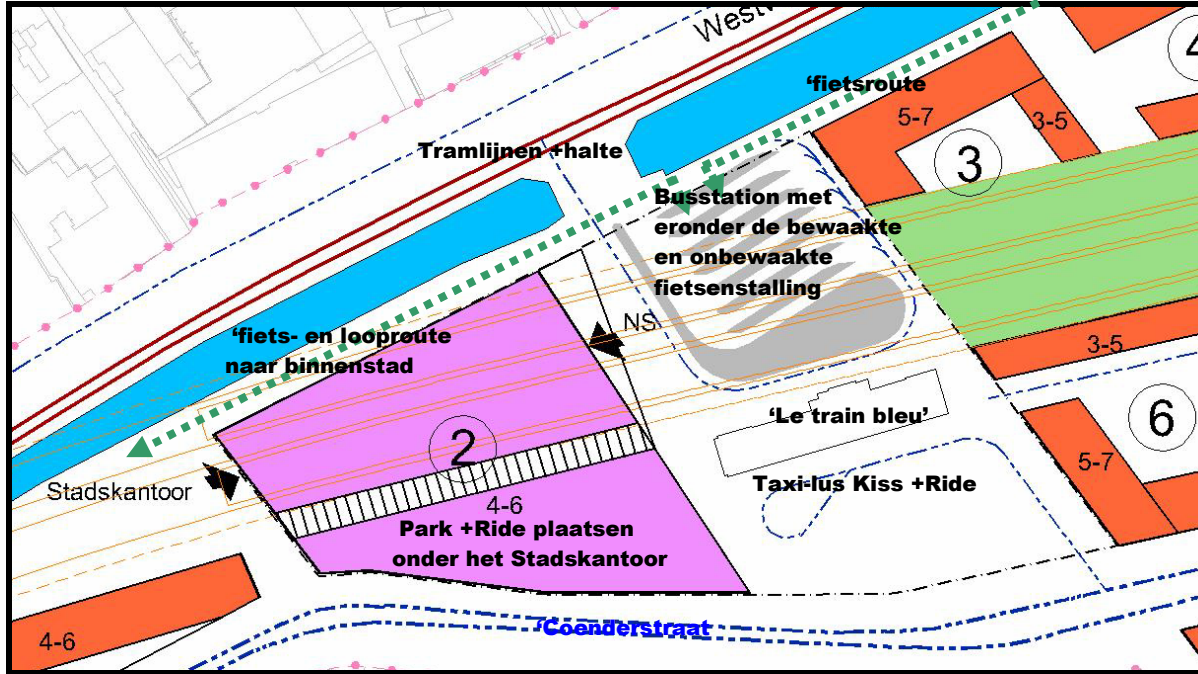 Westv
'fietsroute
4
5-7
3-5
3
Tramlijnen +halte
Busstation met
eronder de bewaakte
en onbewaakte
fietsenstalling
NS
'fiets- en looproute
naar binnenstad
3-5
'Le train bleu'
6
2
5-7
Stadskantoor
Taxi-lus Kiss +Ride
4-6
Park +Ride plaatsen
onder het Stadskantoor
'Coenderstraat
4-6